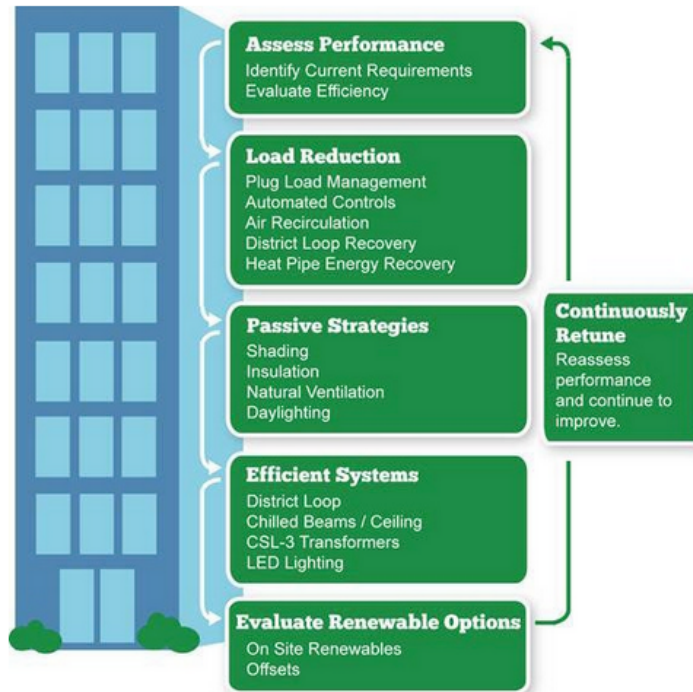 Assess Performance
Identify Current Requirements
Evaluate Efficiency
Load Reduction
Plug Load Management
Automated Controls
Air Recirculation
District Loop Recovery
Heat Pipe Energy Recovery
Passive Strategies
Shading
Insulation
Natural Ventilation
Daylighting
Efficient Systems
District Loop
Chilled Beams / Ceiling
CSL-3 Transformers
LED Lighting
Evaluate Renewable Options
On Site Renewables
Offsets
Continuously
Retune
Reassess
performance
and continue to
improve.